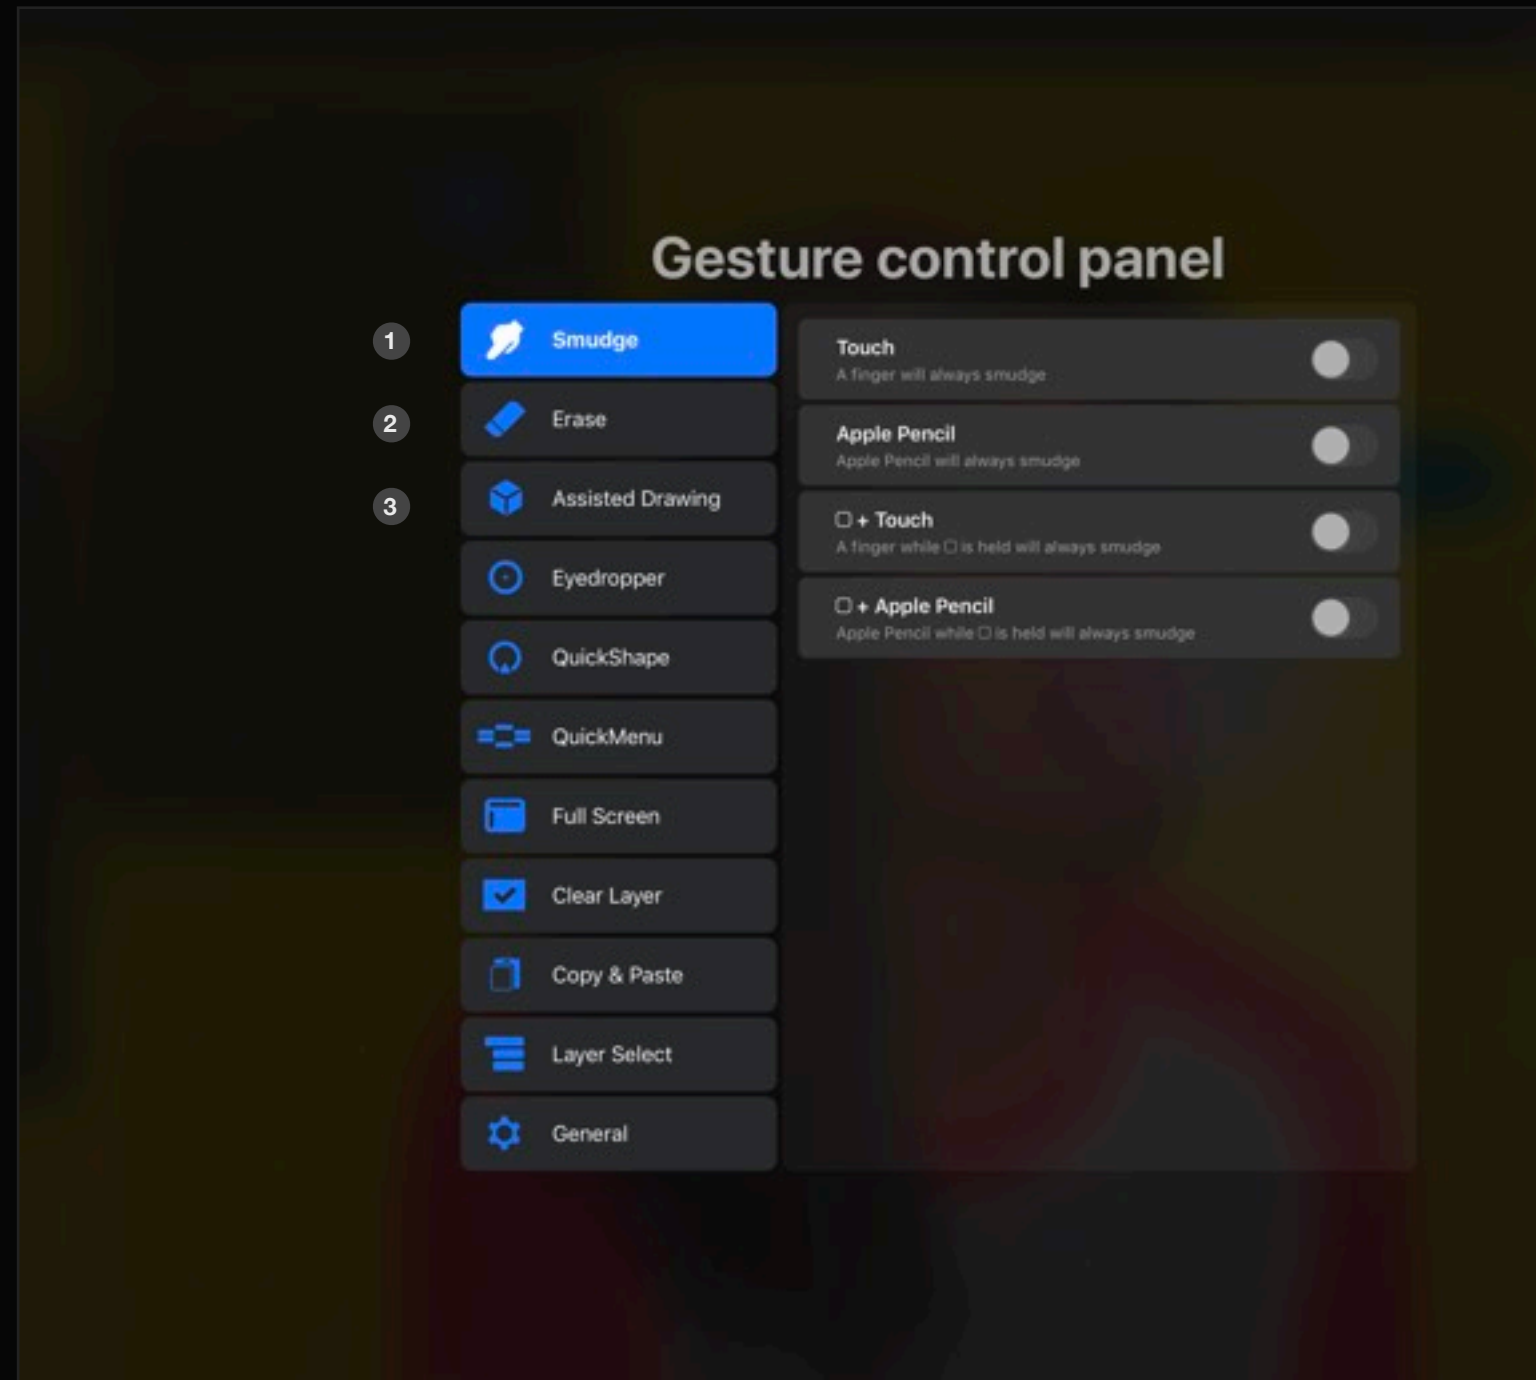 Gesture control panel
1
Smudge
2
Erase
3
Assisted Drawing
Eyedropper
QuickShape
QuickMenu
Full Screen
Clear Layer
Copy & Paste
Layer Select
General
Touch
A finger will always smudge
Apple Pencil
Apple Pencil will always smudge
▢ + Touch
A finger while ▢ is held will always smudge
▢ + Apple Pencil
Apple Pencil while ▢ is held will always smudge